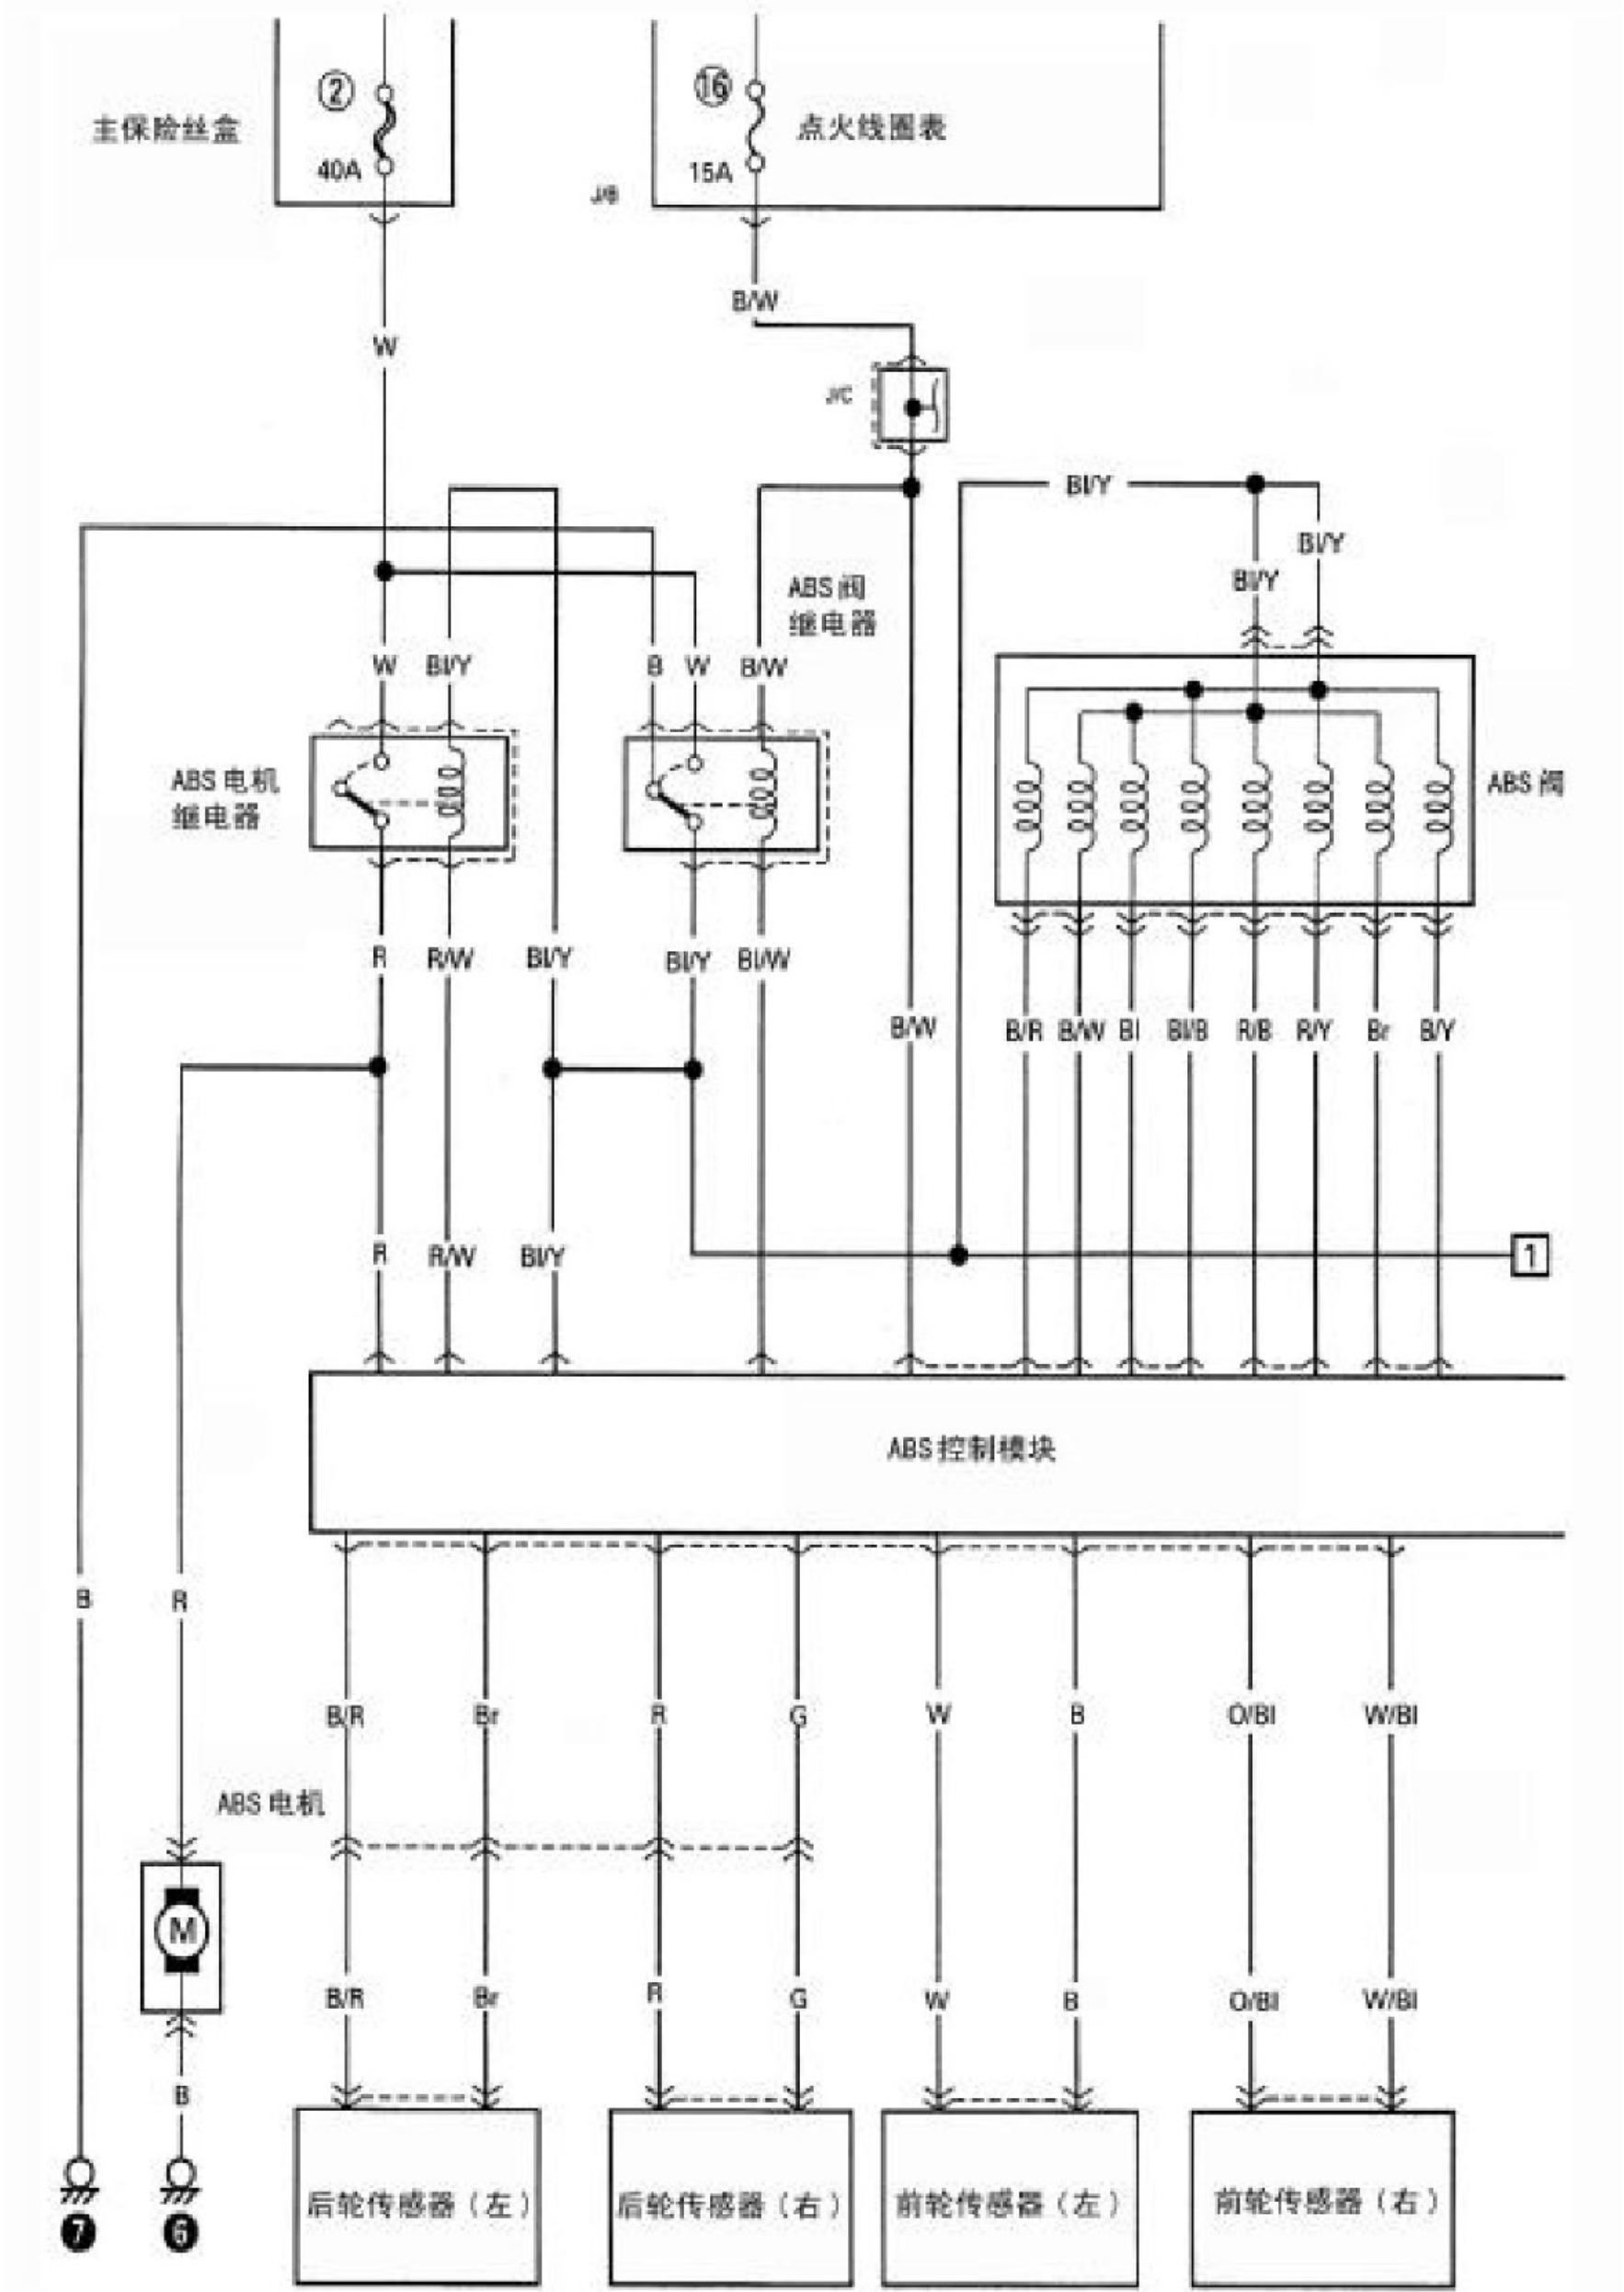 ② ⑯
主保险丝盒 点火线圈表
40A 15A
J/B
B/W
W
J/C
Bl/Y
Bl/Y
Bl/Y
ABS 阀
继电器
W Bl/Y B W B/W
ABS 电机
继电器
ABS 阀
R R/W Bl/Y Bl/Y Bl/W
B/W B/R B/W Bl Bl/B R/B R/Y Br B/Y
R R/W Bl/Y 1
ABS 控制模块
B R
B/R Br R G W B O/Bl W/Bl
ABS 电机
M
B/R Br R G W B O/Bl W/Bl
B
后轮传感器（左） 后轮传感器（右） 前轮传感器（左） 前轮传感器（右）
7 6